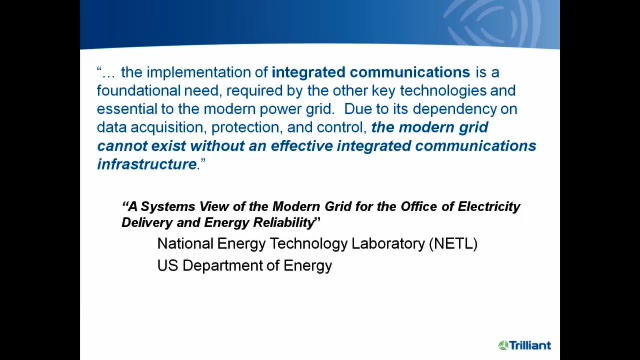 “… the implementation of integrated communications is a
foundational need, required by the other key technologies and
essential to the modern power grid.  Due to its dependency on
data acquisition, protection, and control, the modern grid
cannot exist without an effective integrated communications
infrastructure.”
“A Systems View of the Modern Grid for the Office of Electricity
Delivery and Energy Reliability”
National Energy Technology Laboratory (NETL)
US Department of Energy
Trilliant